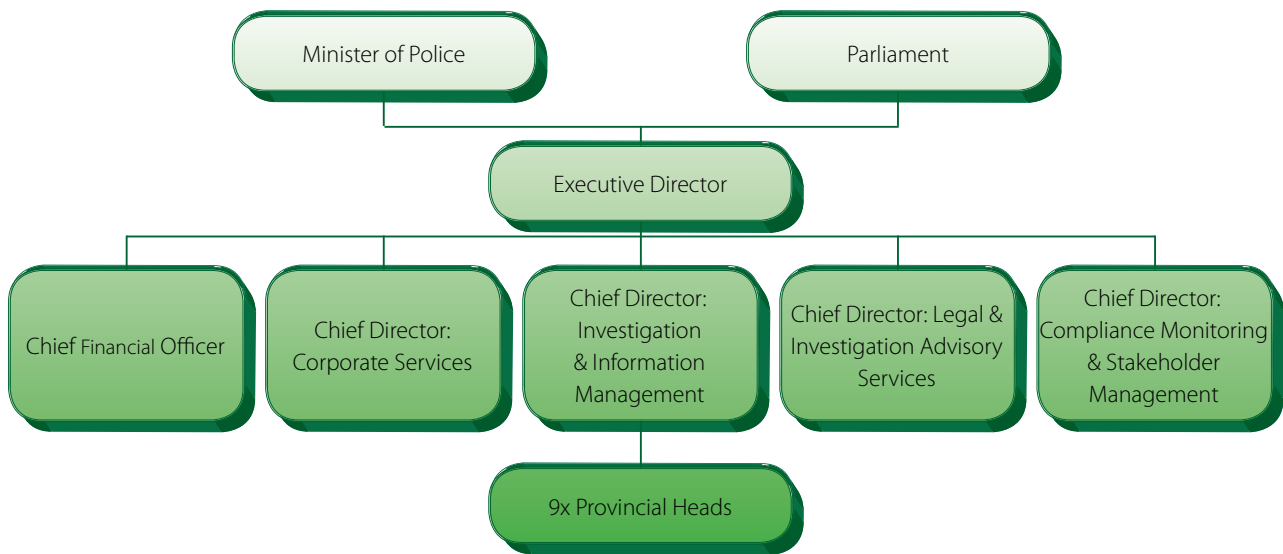 Minister of Police
Parliament
Executive Director
Chief Financial Officer
Chief Director:
Corporate Services
Chief Director:
Investigation
& Information
Management
Chief Director: Legal &
Investigation Advisory
Services
Chief Director:
Compliance Monitoring
& Stakeholder
Management
9x Provincial Heads